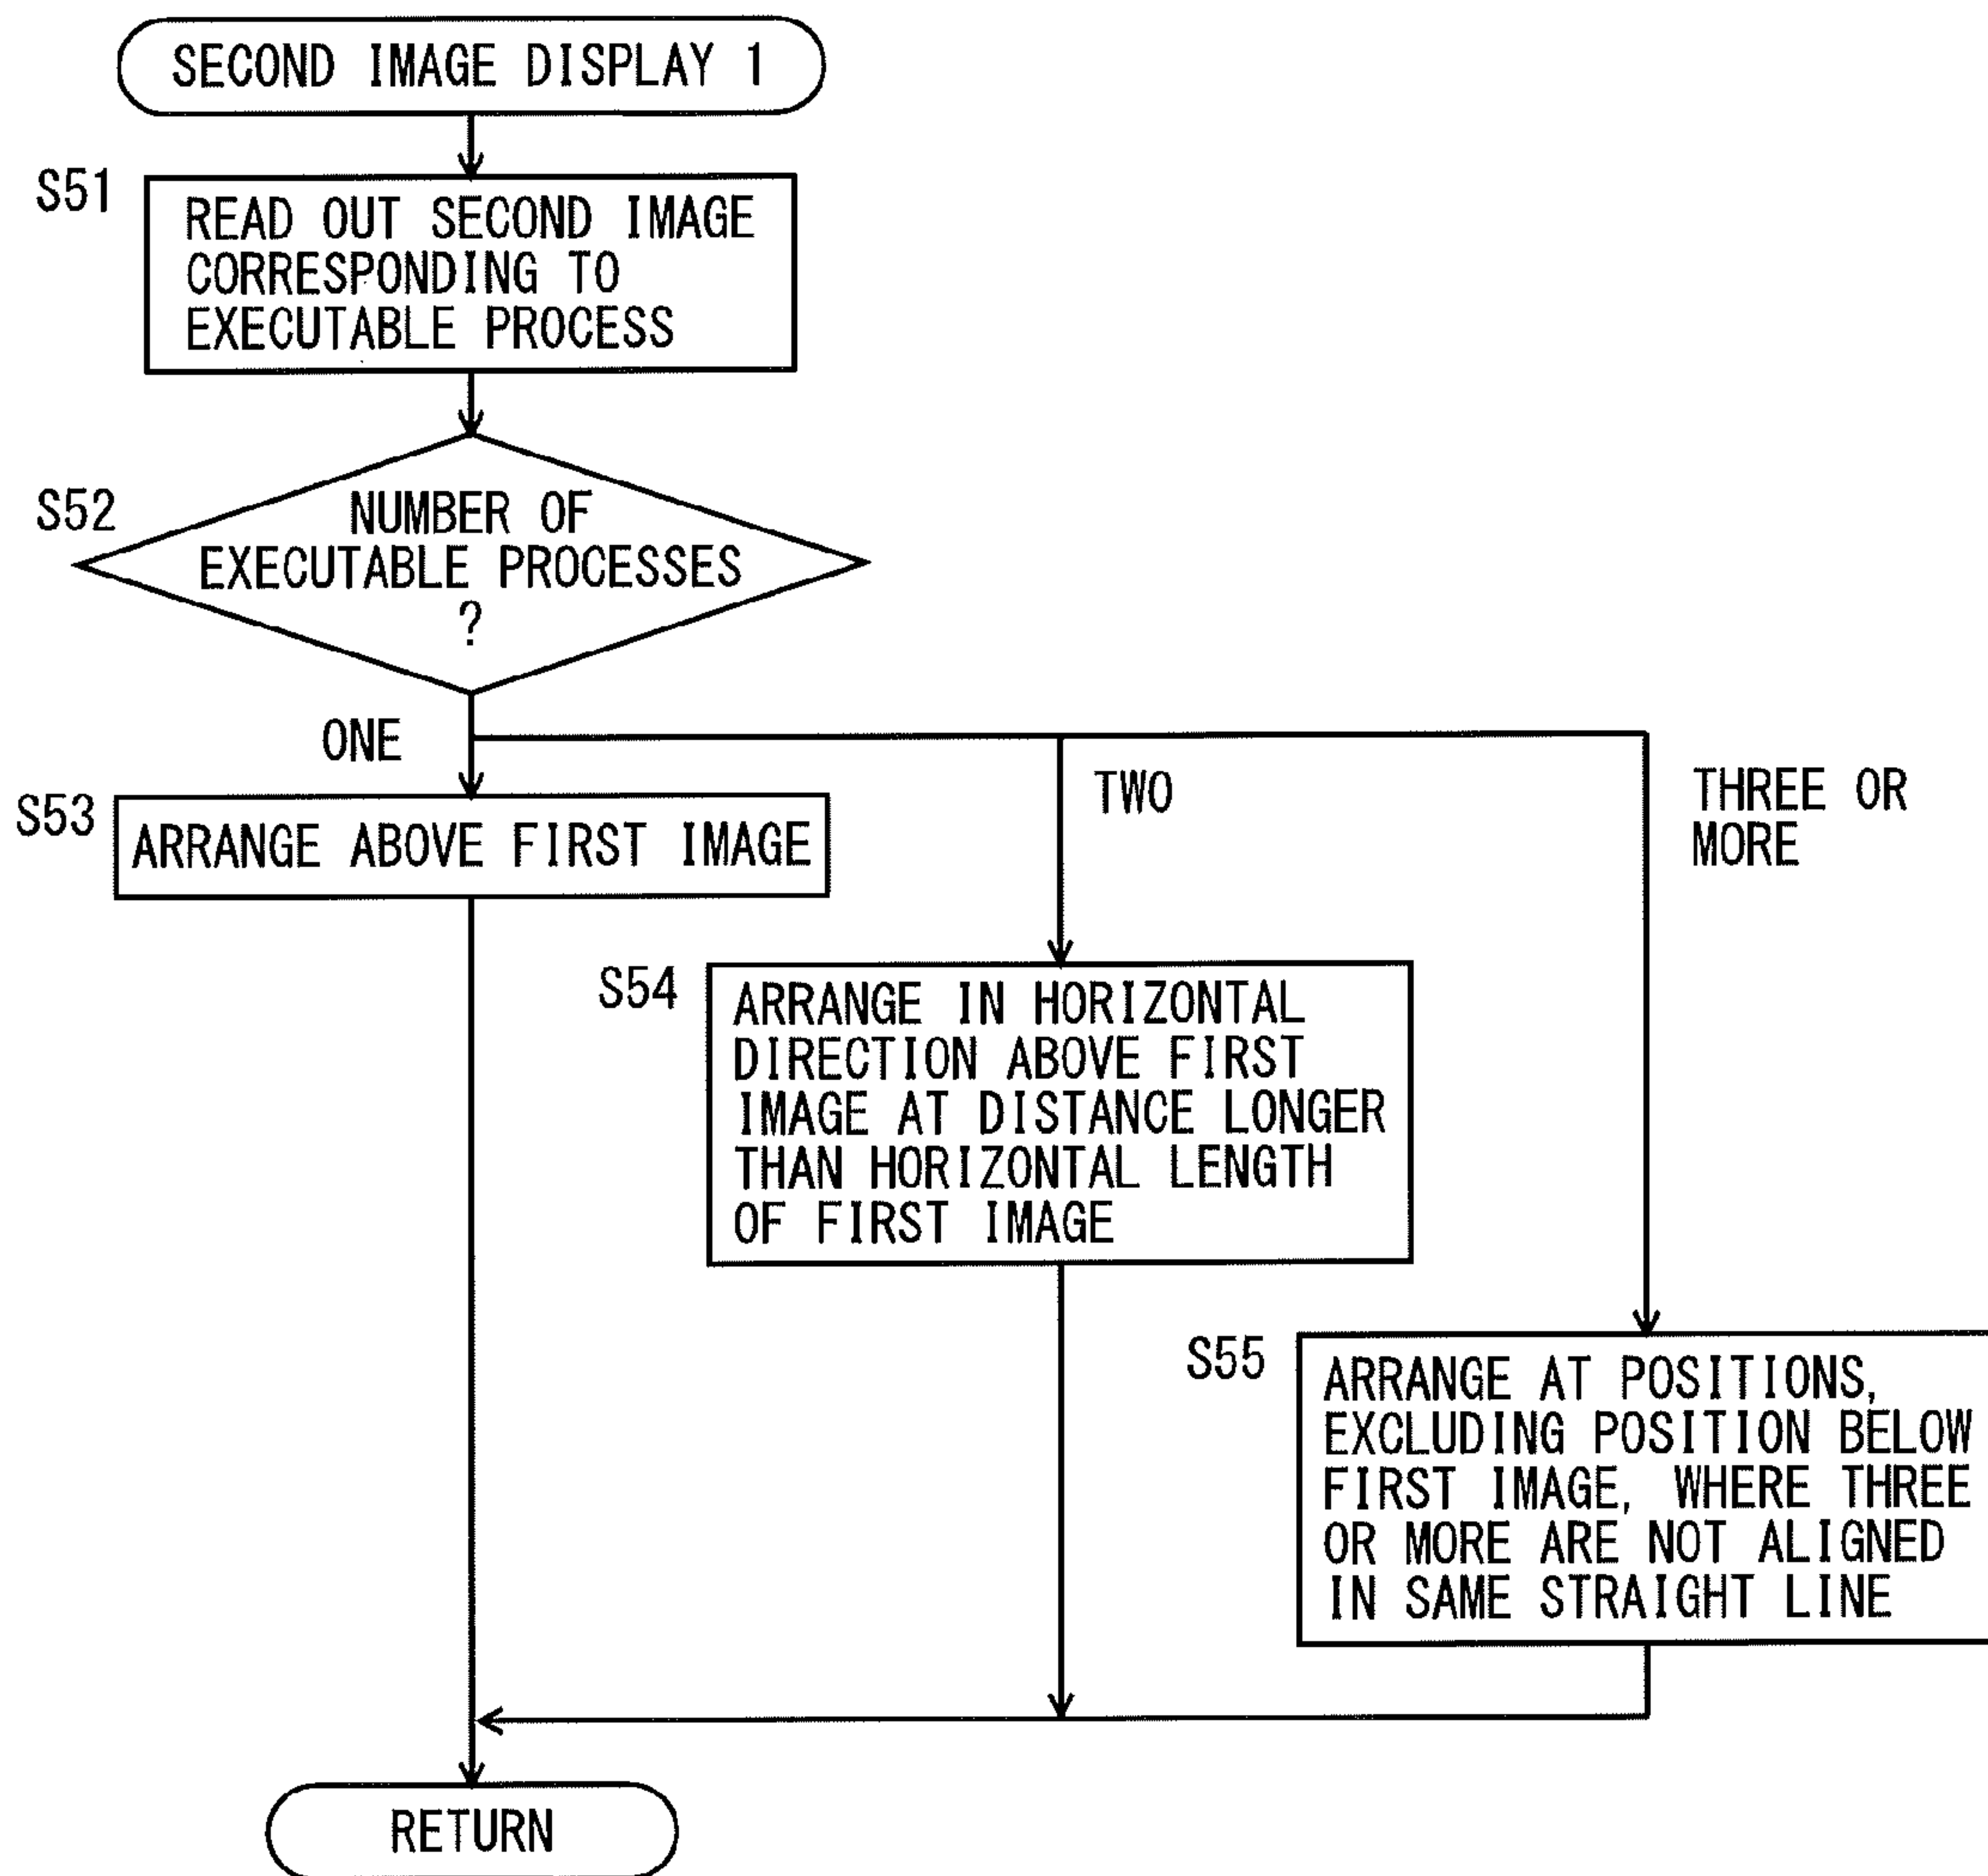 SECOND IMAGE DISPLAY 1
S51
READ OUT SECOND IMAGE
CORRESPONDING TO
EXECUTABLE PROCESS
S52
NUMBER OF
EXECUTABLE PROCESSES
?
ONE
TWO
THREE OR
MORE
S53
ARRANGE ABOVE FIRST IMAGE
S54
ARRANGE IN HORIZONTAL
DIRECTION ABOVE FIRST
IMAGE AT DISTANCE LONGER
THAN HORIZONTAL LENGTH
OF FIRST IMAGE
S55
ARRANGE AT POSITIONS,
EXCLUDING POSITION BELOW
FIRST IMAGE, WHERE THREE
OR MORE ARE NOT ALIGNED
IN SAME STRAIGHT LINE
RETURN